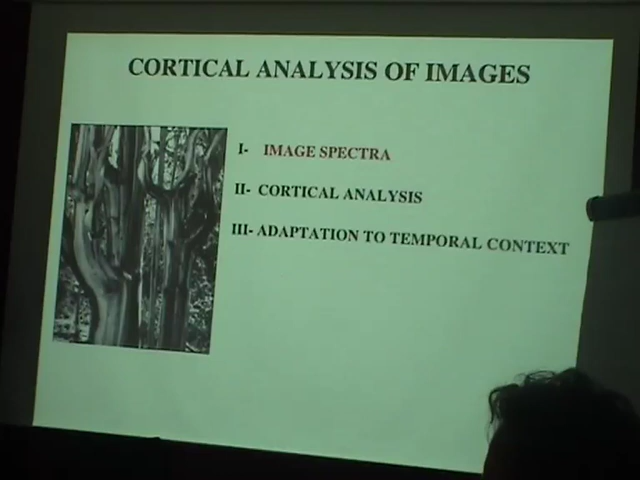 CORTICAL ANALYSIS OF IMAGES
I- IMAGE SPECTRA
II- CORTICAL ANALYSIS
III- ADAPTATION TO TEMPORAL CONTEXT